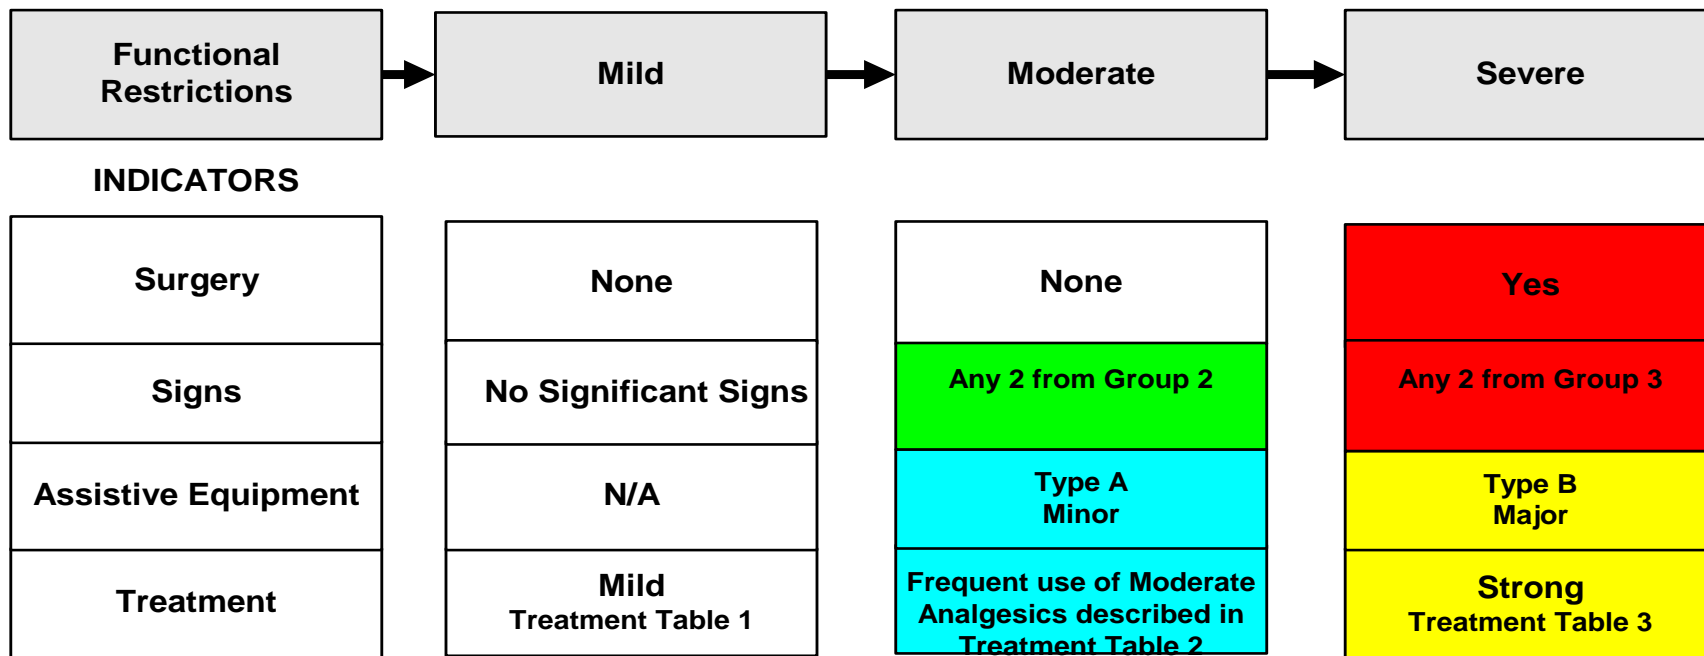 Functional
Restrictions
Mild
Moderate
Severe
INDICATORS
Surgery
None
None
Yes
Signs
No Significant Signs
Any 2 from Group 2
Any 2 from Group 3
Assistive Equipment
N/A
Type A
Minor
Type B
Major
Treatment
Mild
Treatment Table 1
Frequent use of Moderate
Analgesics described in
Treatment Table 2
Strong
Treatment Table 3